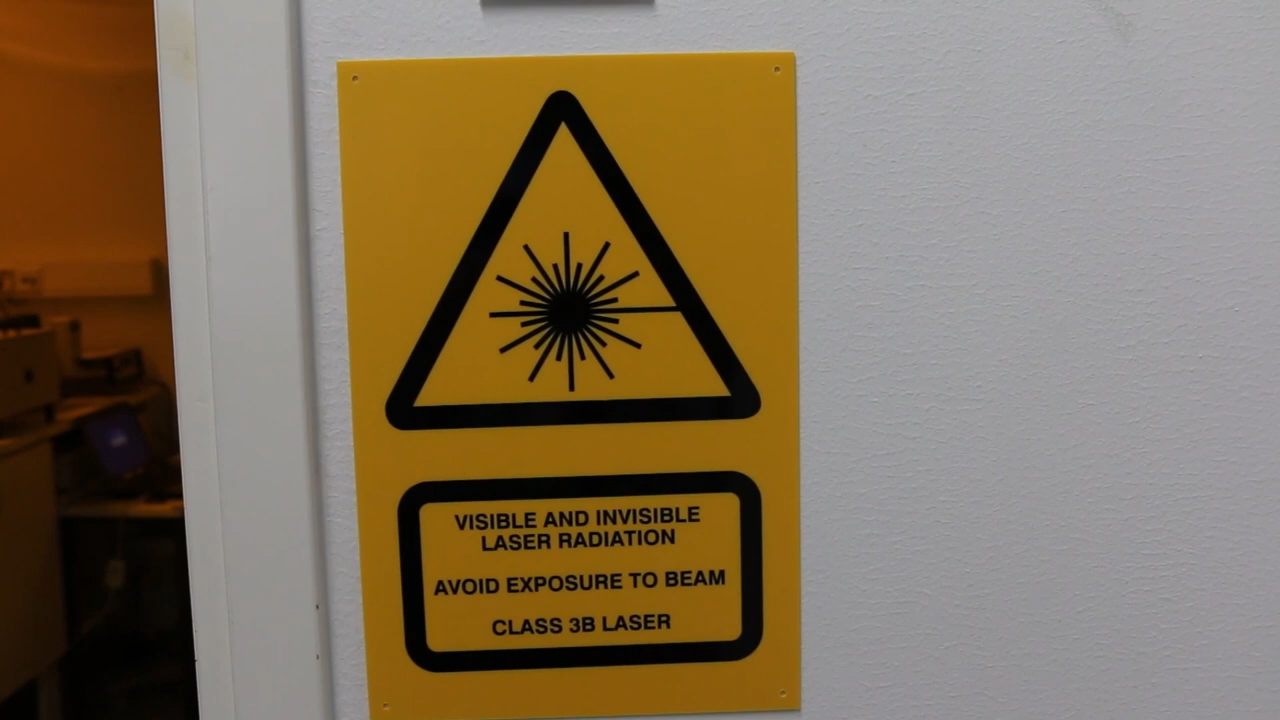 VISIBLE AND INVISIBLE
LASER RADIATION
AVOID EXPOSURE TO BEAM
CLASS 3B LASER